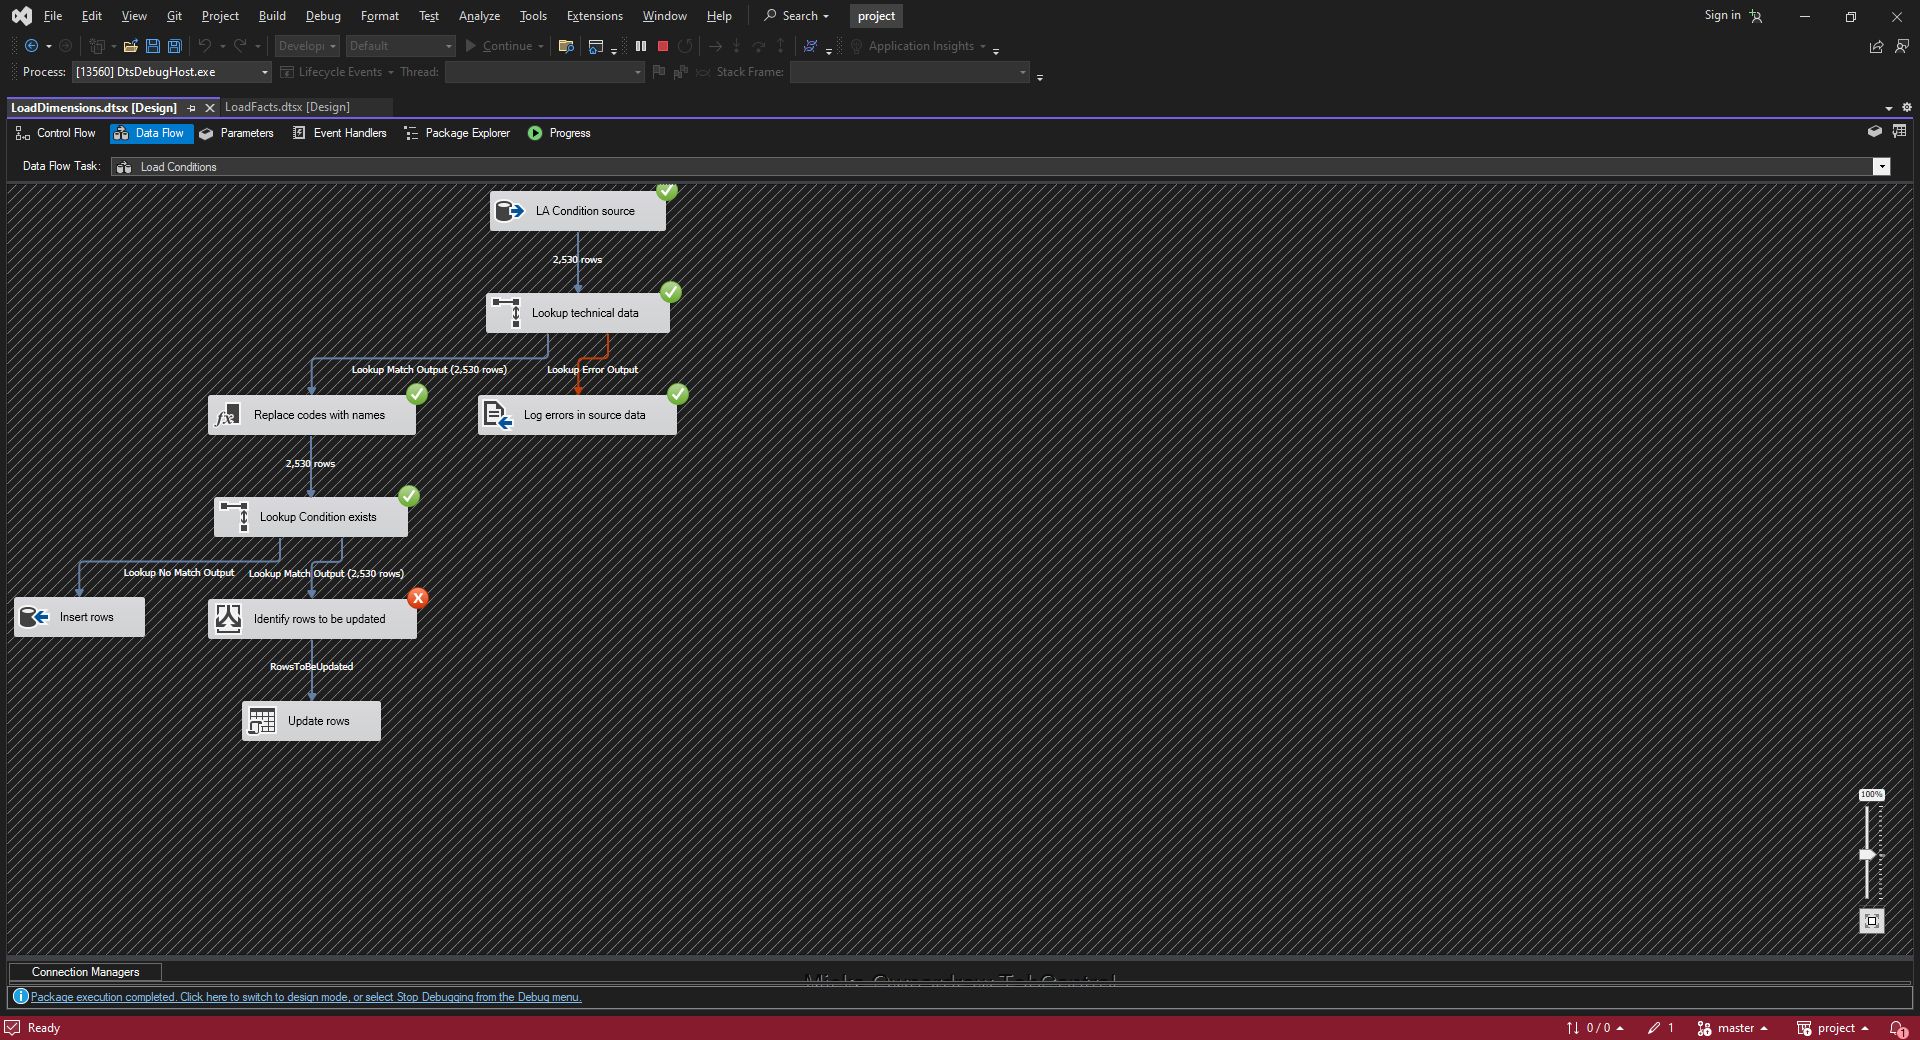 File Edit View Git Project Build Debug Format Test Analyze Tools Extensions Window Help Search project Sign in
Developi Default Continue Application Insights
Process: [13560] DtsDebugHost.exe Lifecycle Events Thread: Stack Frame:
LoadDimensions.dtsx [Design] LoadFacts.dtsx [Design]
Control Flow Data Flow Parameters Event Handlers Package Explorer Progress
Data Flow Task: Load Conditions
LA Condition source
2,530 rows
Lookup technical data
Lookup Match Output (2,530 rows) Lookup Error Output
Replace codes with names Log errors in source data
2,530 rows
Lookup Condition exists
Lookup No Match Output Lookup Match Output (2,530 rows)
Insert rows Identify rows to be updated
RowsToBeUpdated
Update rows
100%
Connection Managers
Package execution completed. Click here to switch to design mode, or select Stop Debugging from the Debug menu.
Ready 0 / 0 1 master project 1